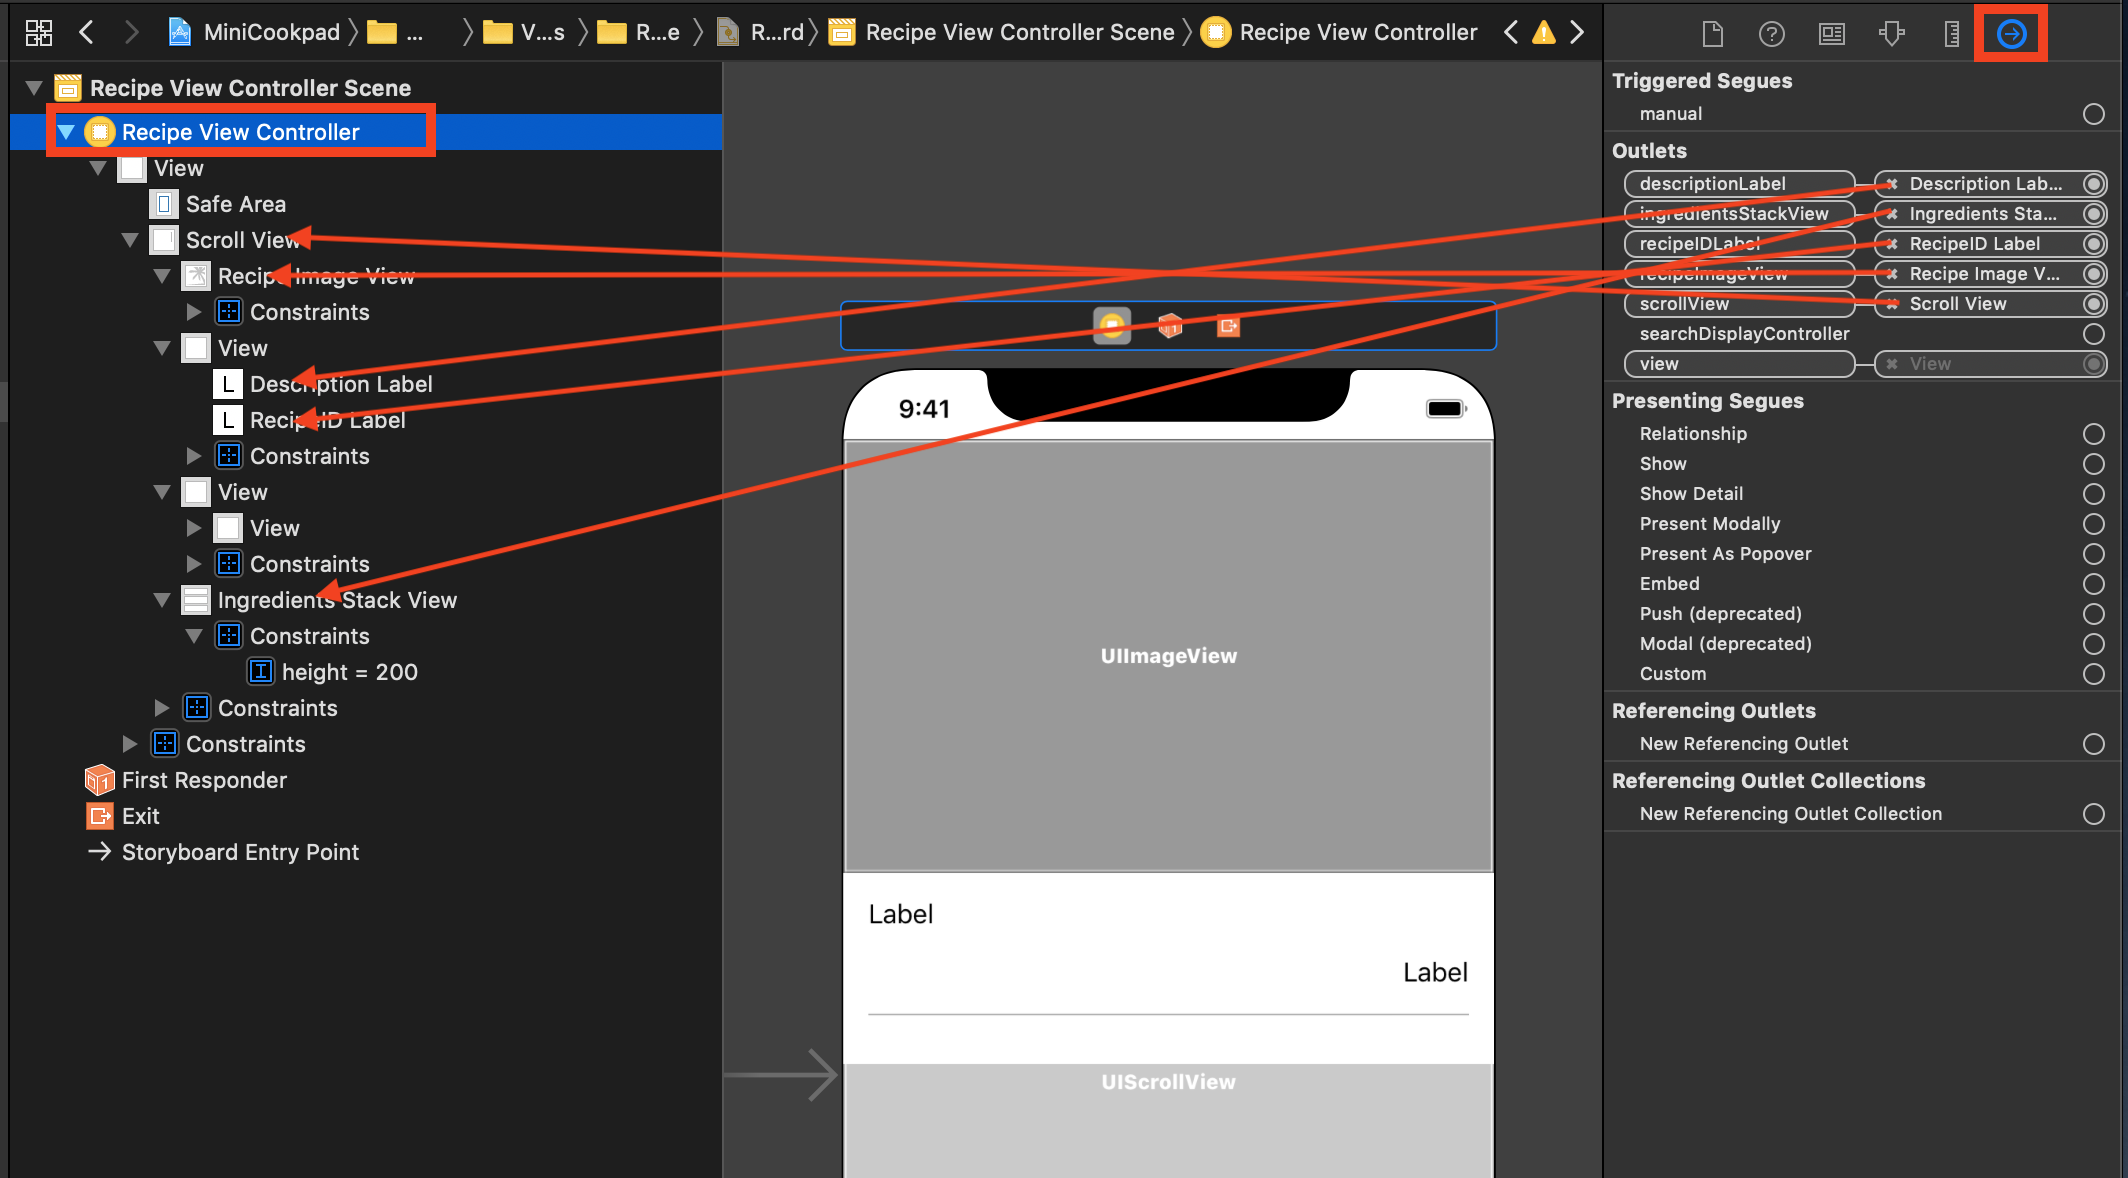 MiniCookpad
...
V...s
R...e
R...rd
Recipe View Controller Scene
Recipe View Controller
Recipe View Controller Scene
Recipe View Controller
View
Safe Area
Scroll View
Recipe Image View
Constraints
View
L Description Label
L RecipeID Label
Constraints
View
View
Constraints
Ingredients Stack View
Constraints
height = 200
Constraints
Constraints
First Responder
Exit
Storyboard Entry Point
9:41
UIImageView
Label
Label
UIScrollView
Triggered Segues
manual
Outlets
descriptionLabel Description Lab...
ingredientsStackView Ingredients Sta...
recipeIDLabel RecipeID Label
recipeImageView Recipe Image V...
scrollView Scroll View
searchDisplayController
view View
Presenting Segues
Relationship
Show
Show Detail
Present Modally
Present As Popover
Embed
Push (deprecated)
Modal (deprecated)
Custom
Referencing Outlets
New Referencing Outlet
Referencing Outlet Collections
New Referencing Outlet Collection